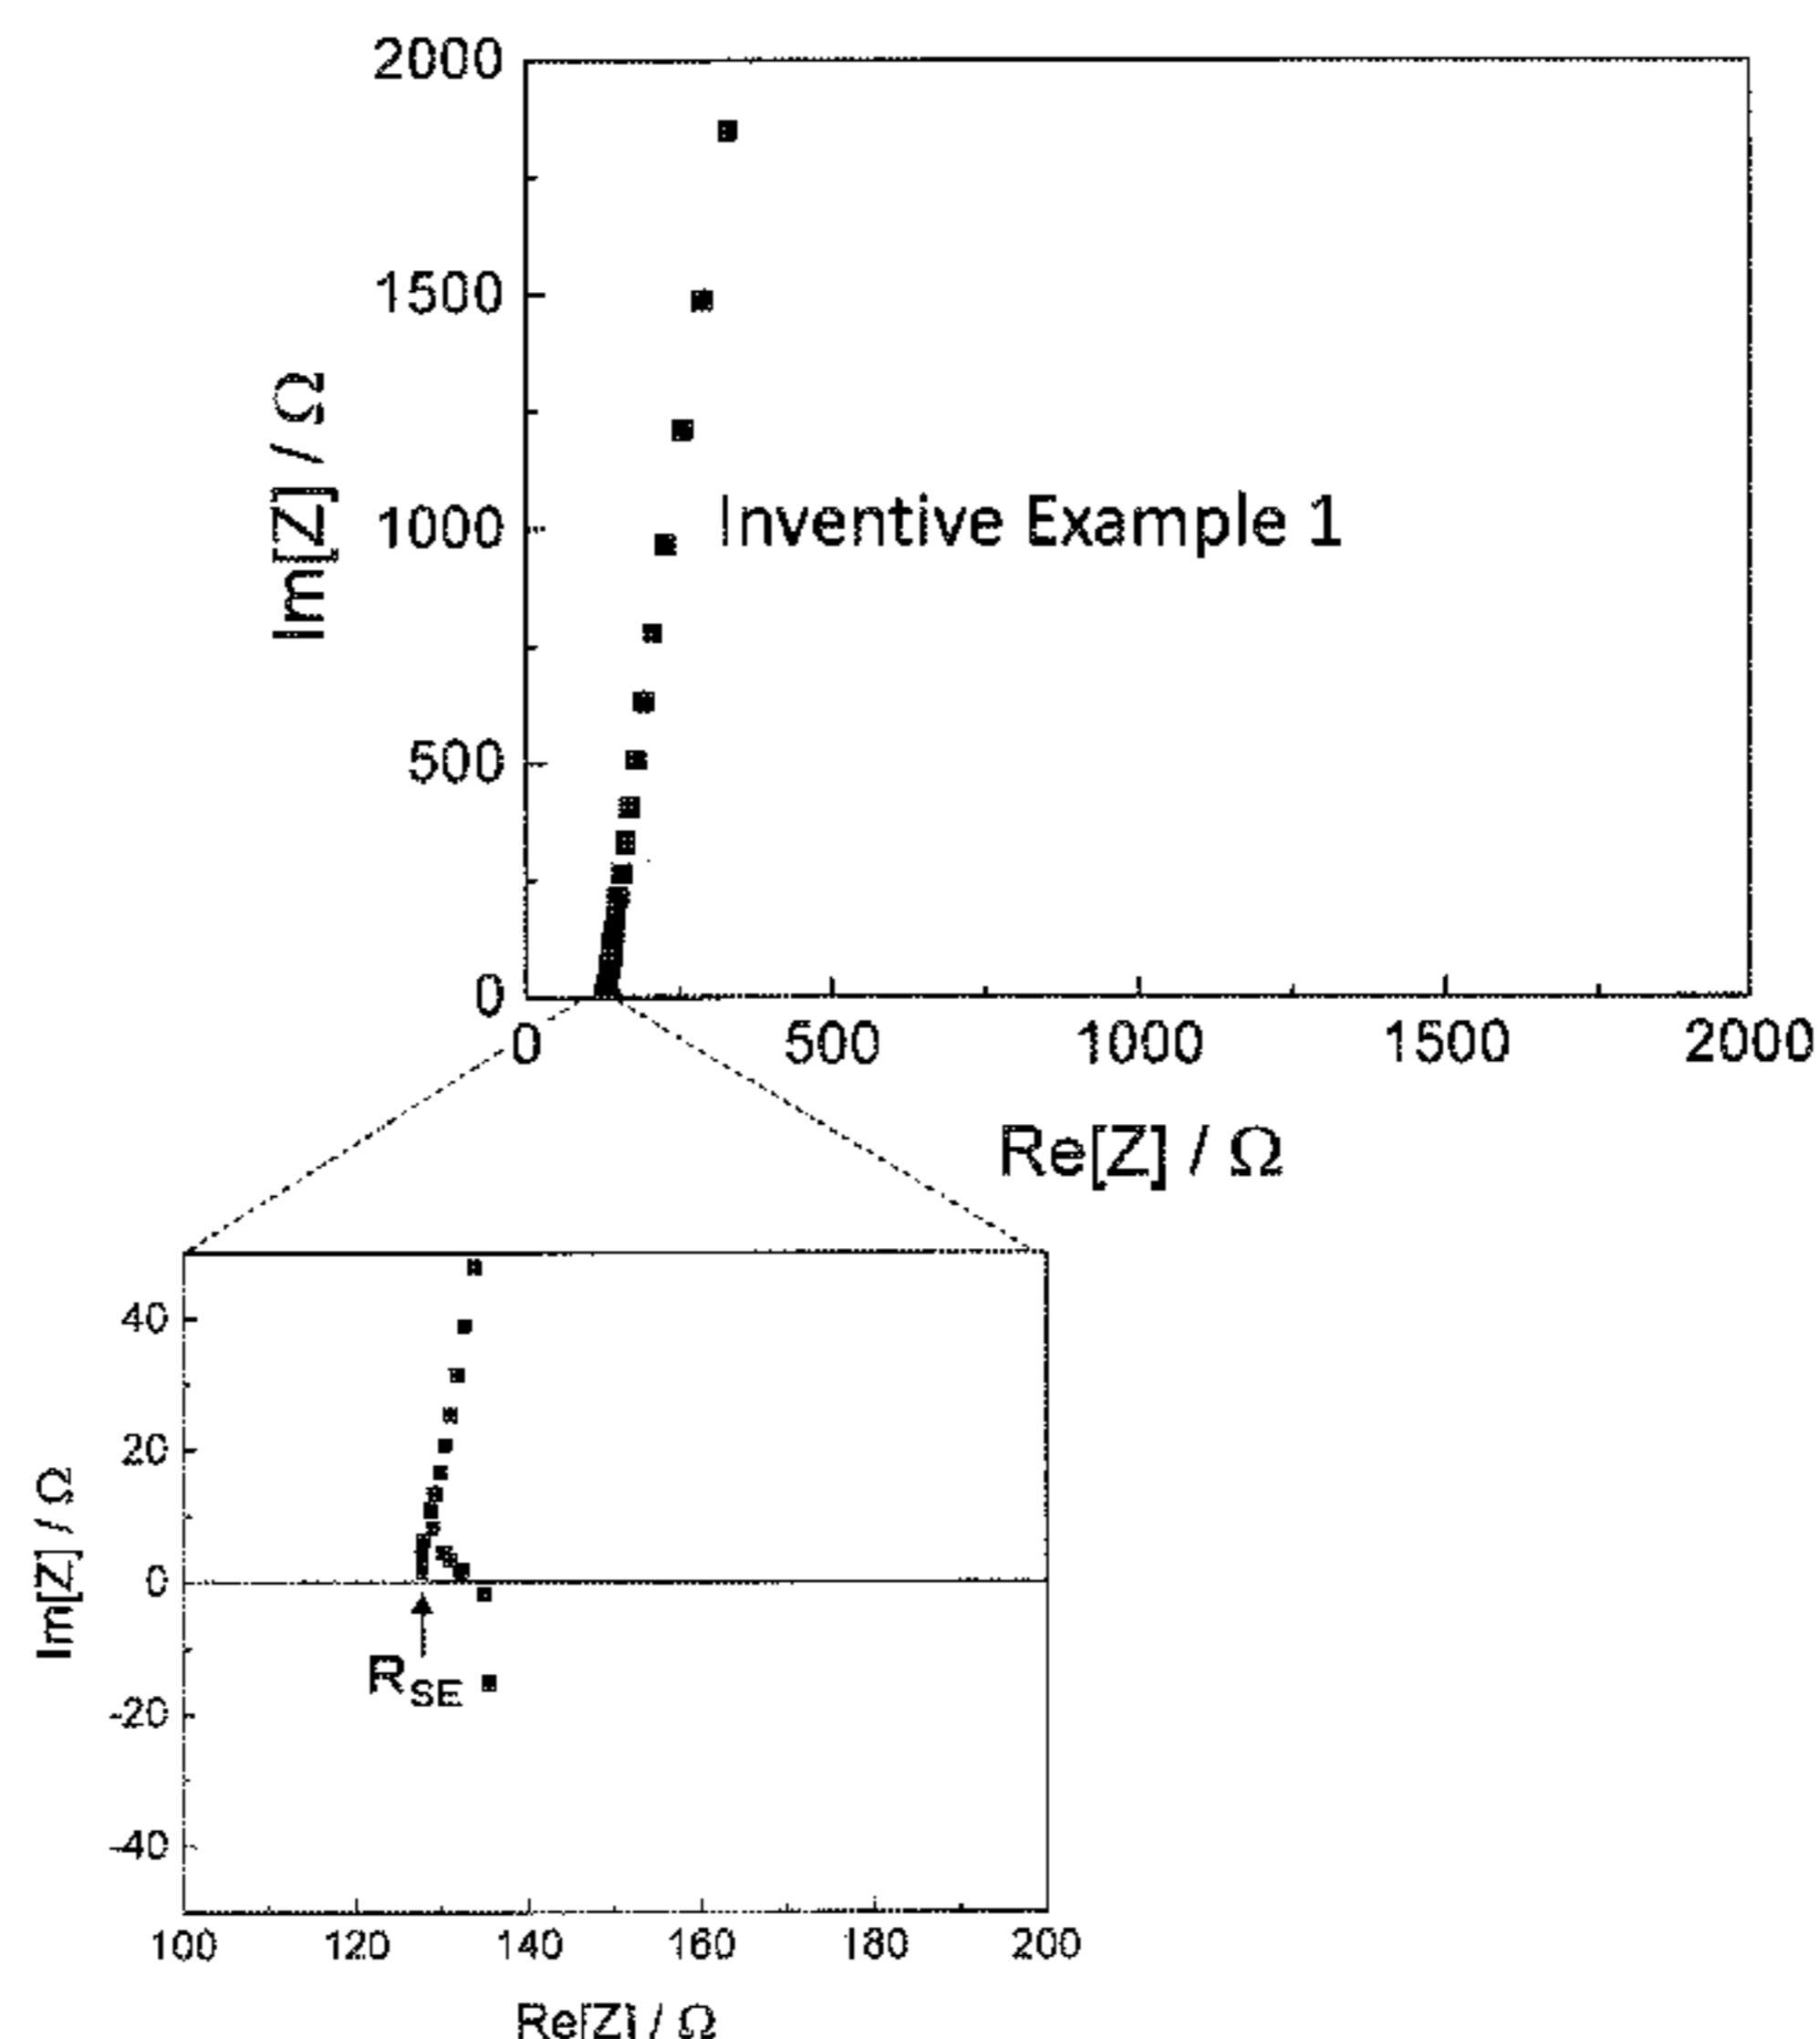 2000
1500
1000
500
0
Im[Z] / Ω
Inventive Example 1
0 500 1000 1500 2000
Re[Z] / Ω
40
20
0
-20
-40
Im[Z] / Ω
R_SE
100 120 140 160 180 200
Re[Z] / Ω